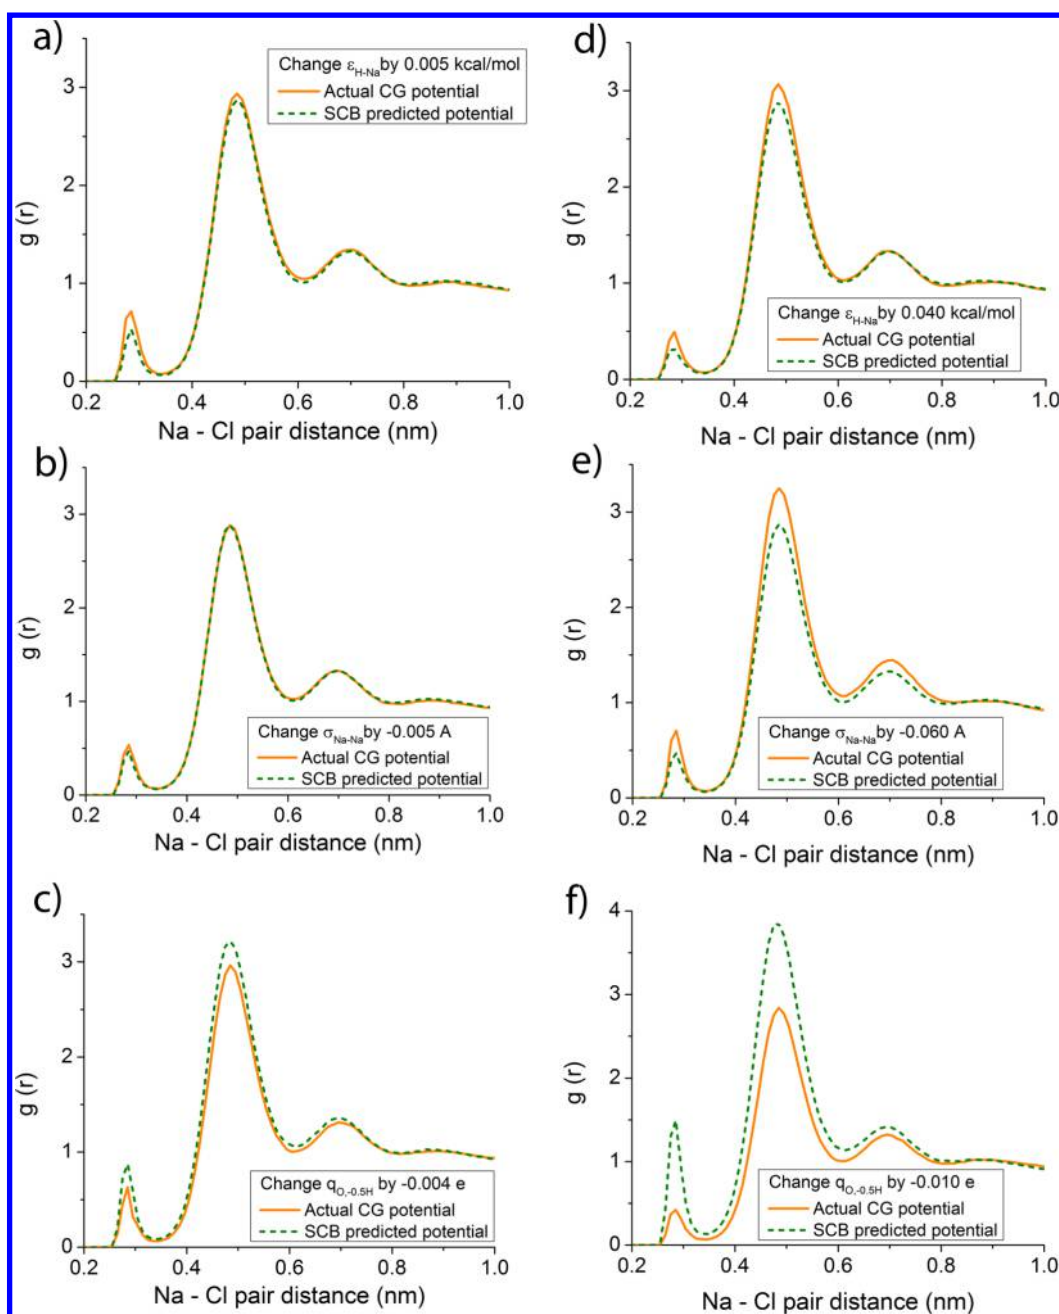 a)
Change εH-Na by 0.005 kcal/mol
Actual CG potential
SCB predicted potential
g (r)
3
2
1
0
0.2 0.4 0.6 0.8 1.0
Na - Cl pair distance (nm)
d)
g (r)
3
2
1
0
Change εH-Na by 0.040 kcal/mol
Actual CG potential
SCB predicted potential
0.2 0.4 0.6 0.8 1.0
Na - Cl pair distance (nm)
b)
g (r)
3
2
1
0
Change σNa-Na by -0.005 A
Actual CG potential
SCB predicted potential
0.2 0.4 0.6 0.8 1.0
Na - Cl pair distance (nm)
e)
g (r)
3
2
1
0
Change σNa-Na by -0.060 A
Acutal CG potential
SCB predicted potential
0.2 0.4 0.6 0.8 1.0
Na - Cl pair distance (nm)
c)
g (r)
3
2
1
0
Change qO,-0.5H by -0.004 e
Actual CG potential
SCB predicted potential
0.2 0.4 0.6 0.8 1.0
Na - Cl pair distance (nm)
f)
g (r)
4
3
2
1
0
Change qO,-0.5H by -0.010 e
Actual CG potential
SCB predicted potential
0.2 0.4 0.6 0.8 1.0
Na - Cl pair distance (nm)